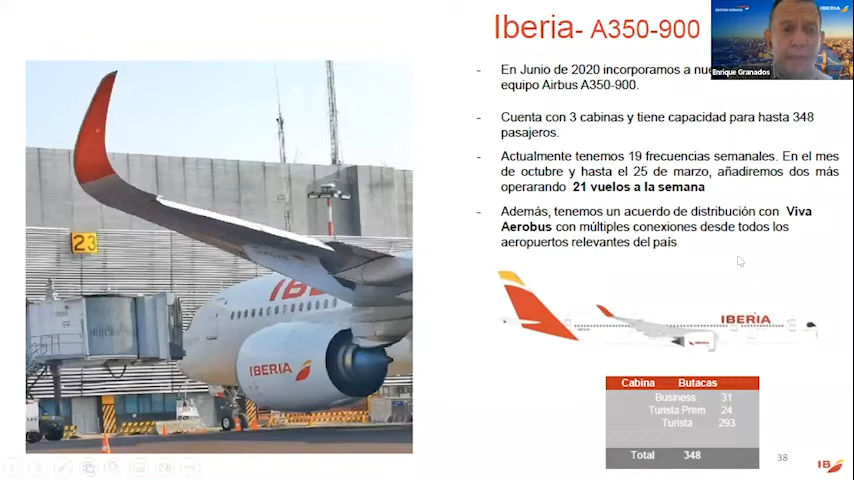 Iberia- A350-900
IBERIA
Enrique Granados
- En Junio de 2020 incorporamos a
equipo Airbus A350-900.
- Cuenta con 3 cabinas y tiene capacidad para hasta 348
pasajeros.
- Actualmente tenemos 19 frecuencias semanales. En el mes
de octubre y hasta el 25 de marzo, añadiremos dos más
operarando 21 vuelos a la semana
- Además, tenemos un acuerdo de distribución con Viva
Aerobus con múltiples conexiones desde todos los
aeropuertos relevantes del país
23
IBE
IBERIA
IBERIA
Cabina Butacas
Business 31
Turista Prem 24
Turista 293
Total 348
38
IB